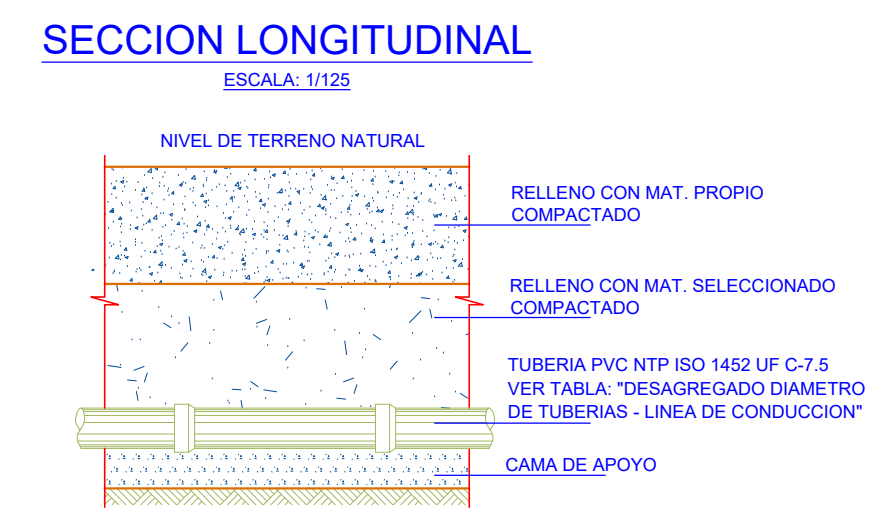 SECCION LONGITUDINAL
ESCALA: 1/125
NIVEL DE TERRENO NATURAL
RELLENO CON MAT. PROPIO
COMPACTADO
RELLENO CON MAT. SELECCIONADO
COMPACTADO
TUBERIA PVC NTP ISO 1452 UF C-7.5
VER TABLA: "DESAGREGADO DIAMETRO
DE TUBERIAS - LINEA DE CONDUCCION"
CAMA DE APOYO